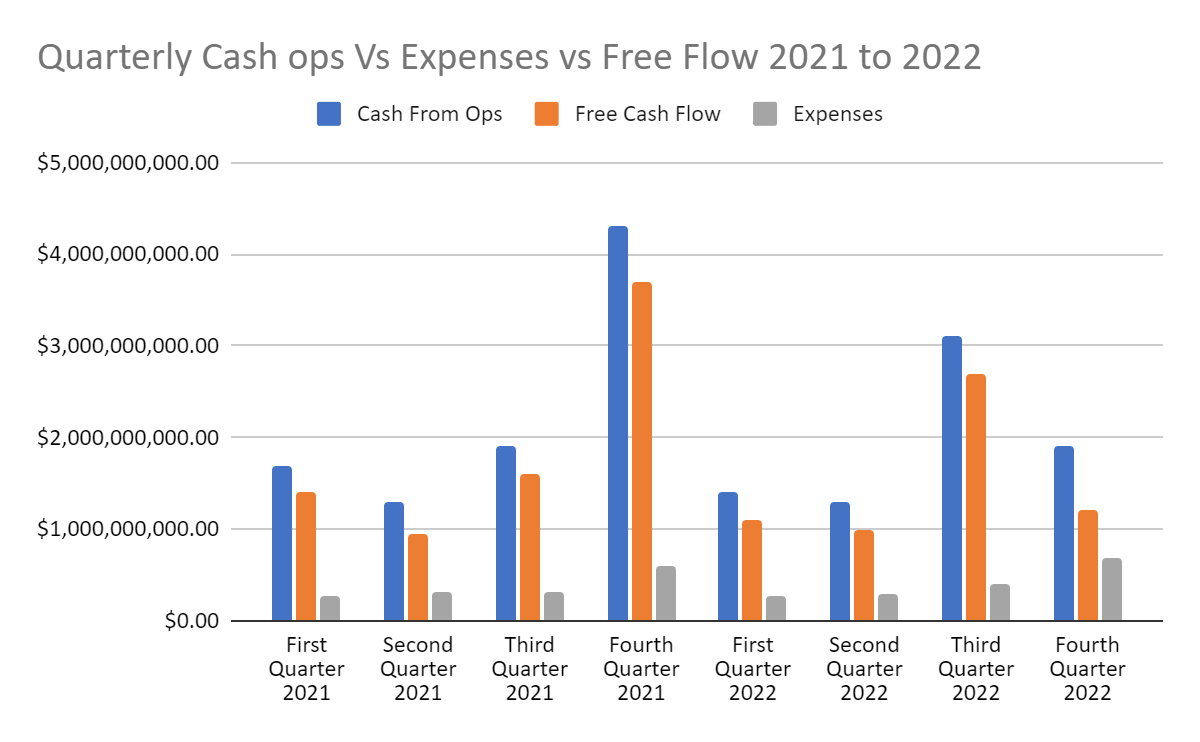 Quarterly Cash ops Vs Expenses vs Free Flow 2021 to 2022
Cash From Ops
Free Cash Flow
Expenses
$5,000,000,000.00
$4,000,000,000.00
$3,000,000,000.00
$2,000,000,000.00
$1,000,000,000.00
$0.00
First
Quarter
2021
Second
Quarter
2021
Third
Quarter
2021
Fourth
Quarter
2021
First
Quarter
2022
Second
Quarter
2022
Third
Quarter
2022
Fourth
Quarter
2022